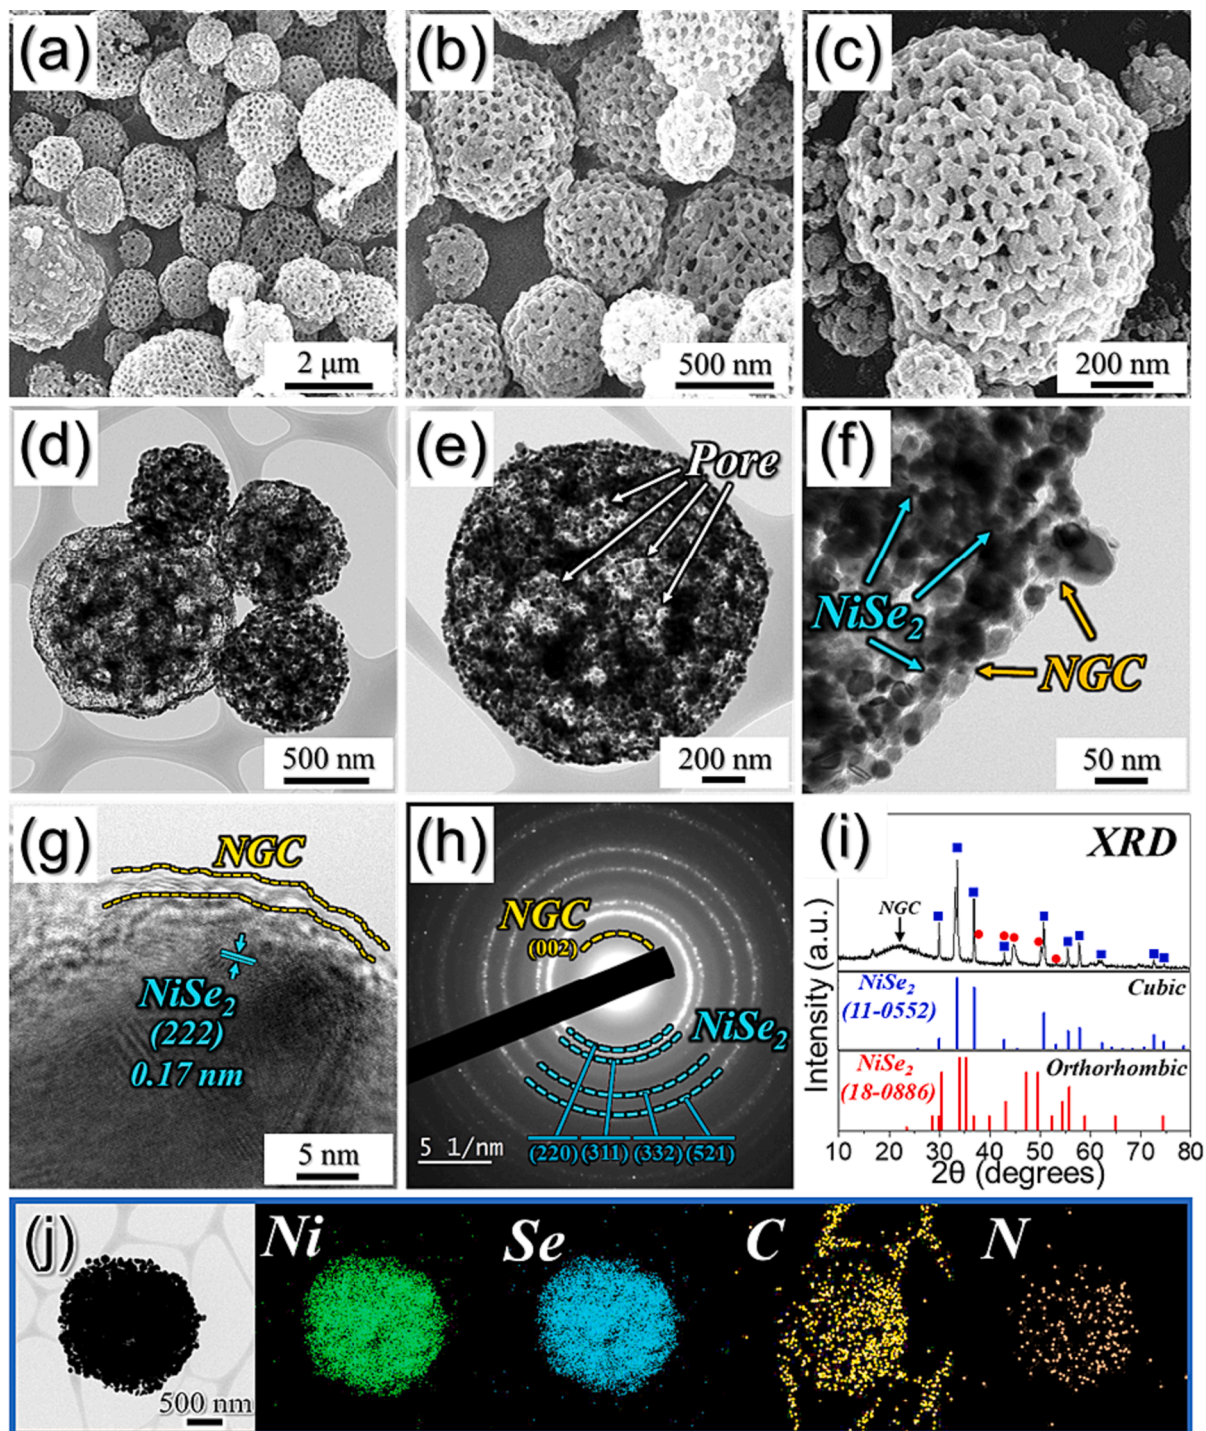 (a)
2 μm
(b)
500 nm
(c)
200 nm
(d)
500 nm
(e)
Pore
200 nm
(f)
NiSe2
NGC
50 nm
(g)
NGC
NiSe2
(222)
0.17 nm
5 nm
(h)
NGC
(002)
NiSe2
5 1/nm
(220) (311) (332) (521)
(i)
XRD
NGC
Intensity (a.u.)
NiSe2
(11-0552)
Cubic
NiSe2
(18-0886)
Orthorhombic
10 20 30 40 50 60 70 80
2θ (degrees)
(j)
500 nm
Ni
Se
C
N